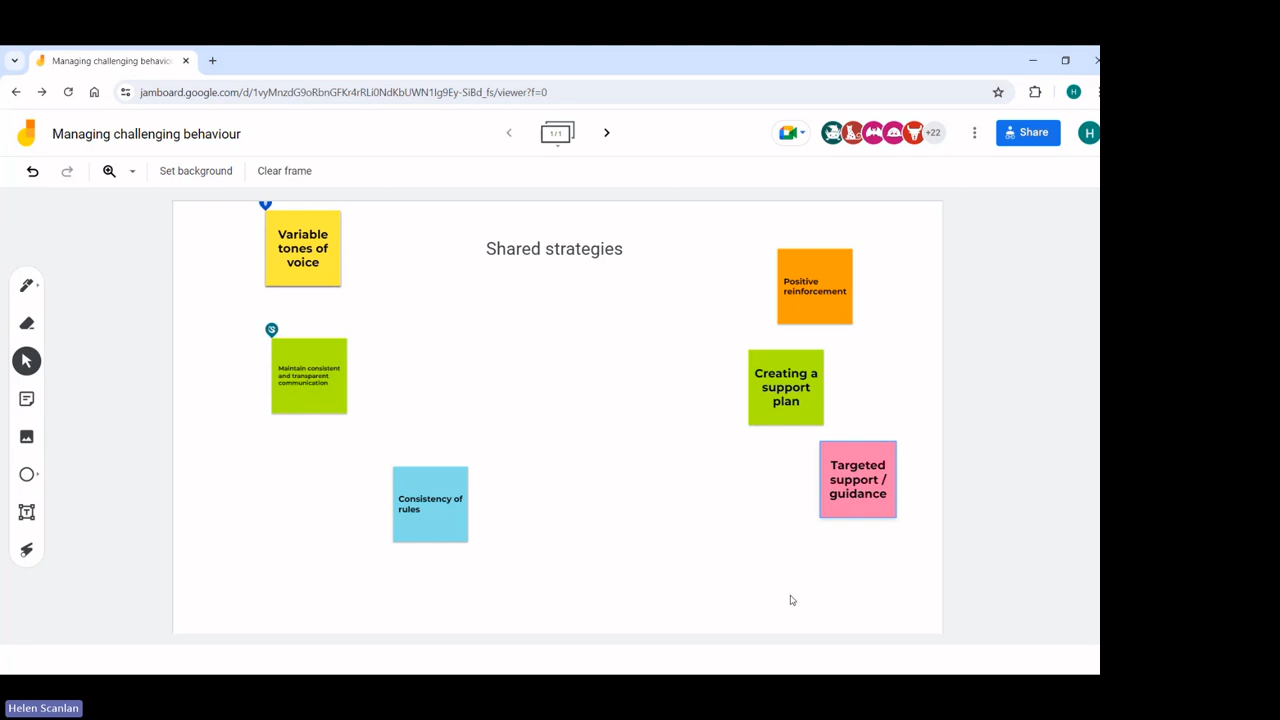 Managing challenging behavio
jamboard.google.com/d/1vyMnzdG9oRbnGFKr4rRLi0NdKbUWN1Ig9Ey-SiBd_fs/viewer?f=0
H
Managing challenging behaviour
1/1
+22
Share
H
Set background
Clear frame
Variable
tones of
voice
Shared strategies
Positive
reinforcement
S
Maintain consistent
and transparent
communication
Creating a
support
plan
Targeted
support /
guidance
Consistency of
rules
Helen Scanlan